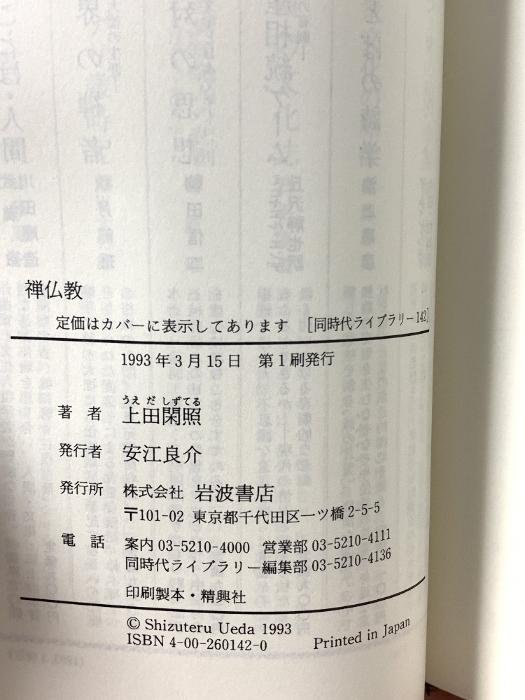 禅仏教
定価はカバーに表示してあります ［同時代ライブラリー142］
1993年3月15日 第1刷発行
うえだしずてる
著者 上田閑照
発行者 安江良介
発行所 株式会社 岩波書店
〒101-02 東京都千代田区一ツ橋2-5-5
電話 案内 03-5210-4000 営業部 03-5210-4111
同時代ライブラリー編集部 03-5210-4136
印刷製本・精興社
© Shizuteru Ueda 1993
ISBN 4-00-260142-0 Printed in Japan